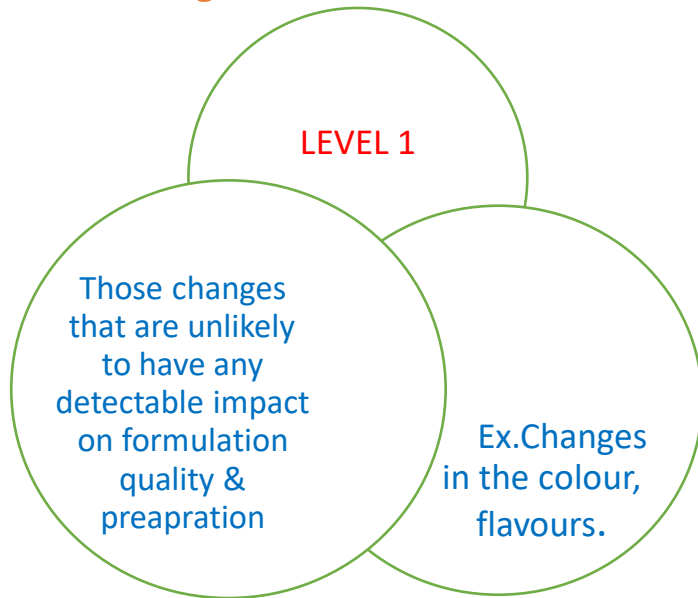 LEVEL 1
Those changes
that are unlikely
to have any
detectable impact
on formulation
quality &
preapration
Ex.Changes
in the colour,
flavours.